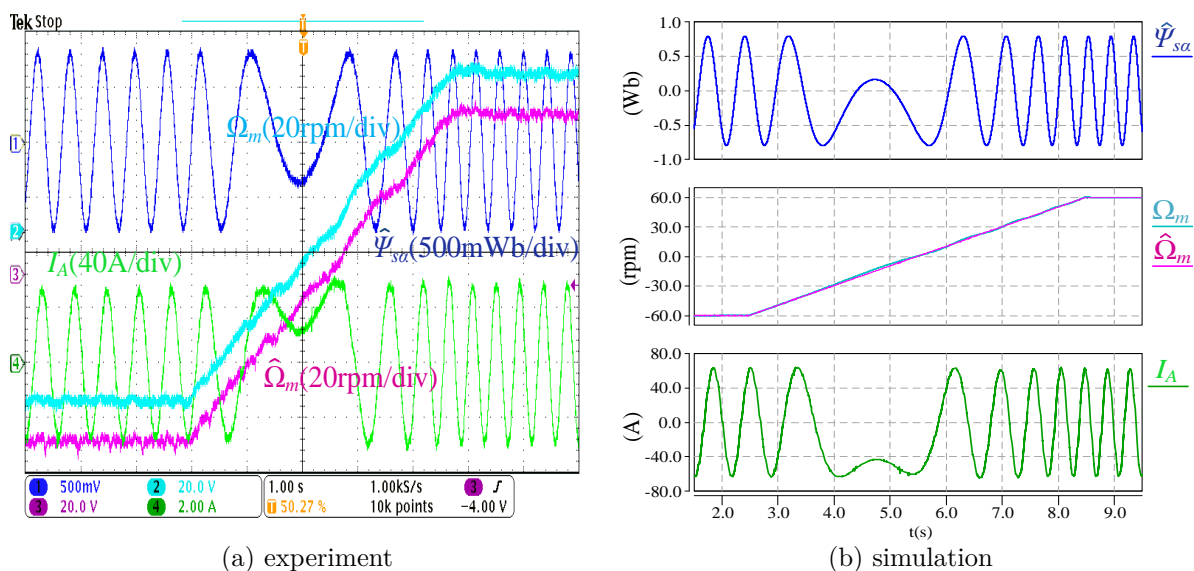 Tek Stop
T
T
Ω_m(20rpm/div)
1
2
Ψ̂_sα(500mWb/div)
I_A(40A/div)
3
4
Ω̂_m(20rpm/div)
1 500mV 2 20.0 V 1.00 s 1.00kS/s 3 ʃ
3 20.0 V 4 2.00 A T 50.27 % 10k points −4.00 V
(a) experiment
1.0
0.5
0.0
-0.5
-1.0
(Wb)
Ψ̂_sα
60.0
30.0
0.0
-30.0
-60.0
(rpm)
Ω_m
Ω̂_m
80.0
40.0
0.0
-40.0
-80.0
(A)
I_A
2.0 3.0 4.0 5.0 6.0 7.0 8.0 9.0
t(s)
(b) simulation